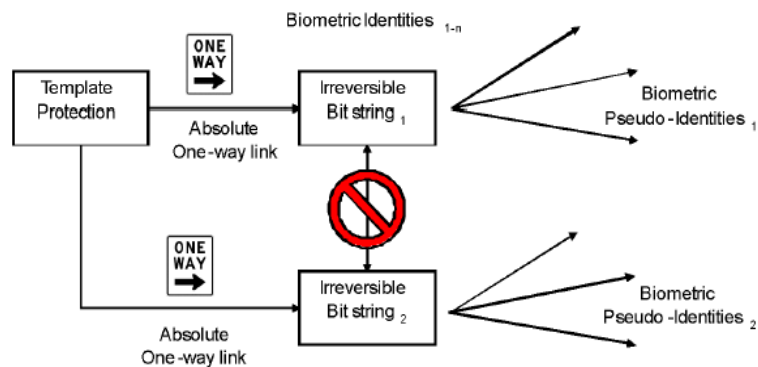 Biometric Identities 1-n
ONE
WAY
Template
Protection
Irreversible
Bit string 1
Biometric
Pseudo-Identities 1
Absolute
One-way link
ONE
WAY
Irreversible
Bit string 2
Biometric
Pseudo-Identities 2
Absolute
One-way link